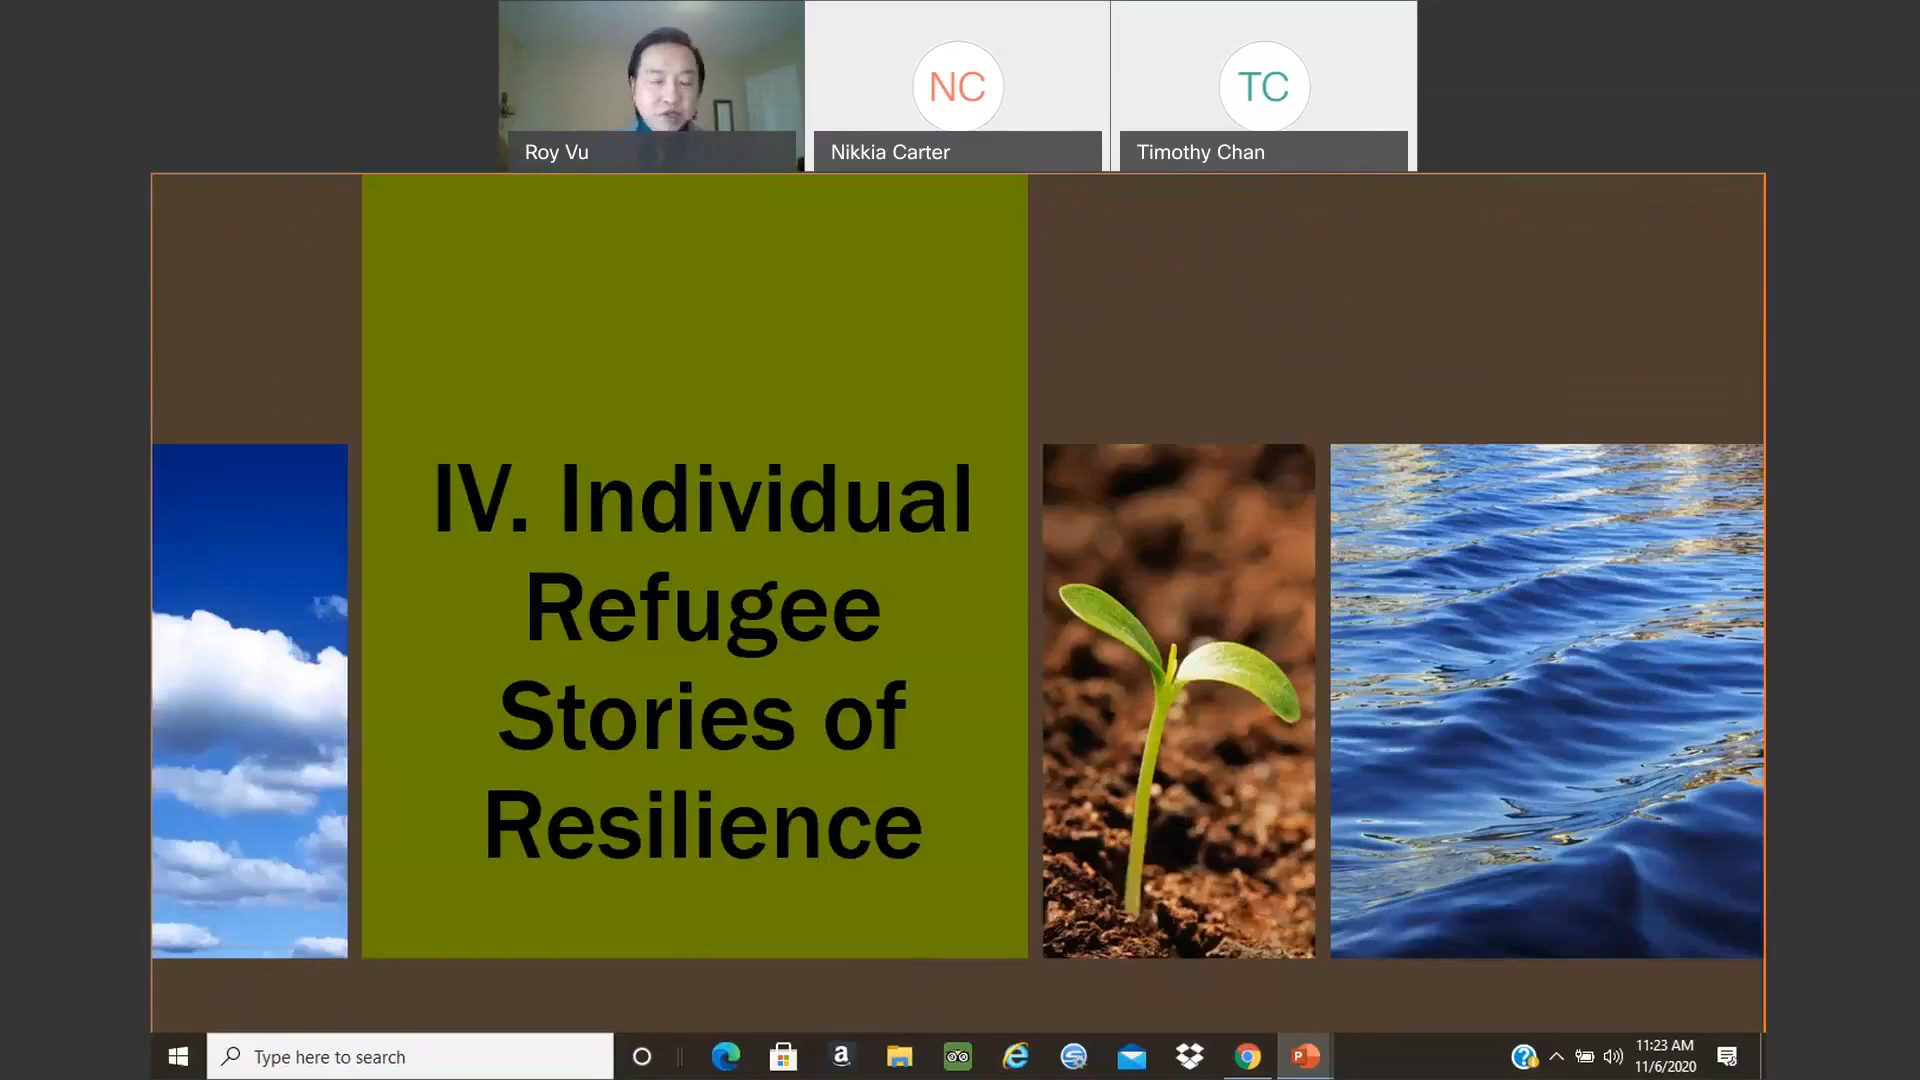 NC
TC
Roy Vu
Nikkia Carter
Timothy Chan
IV. Individual
Refugee
Stories of
Resilience
Type here to search
11:23 AM
11/6/2020